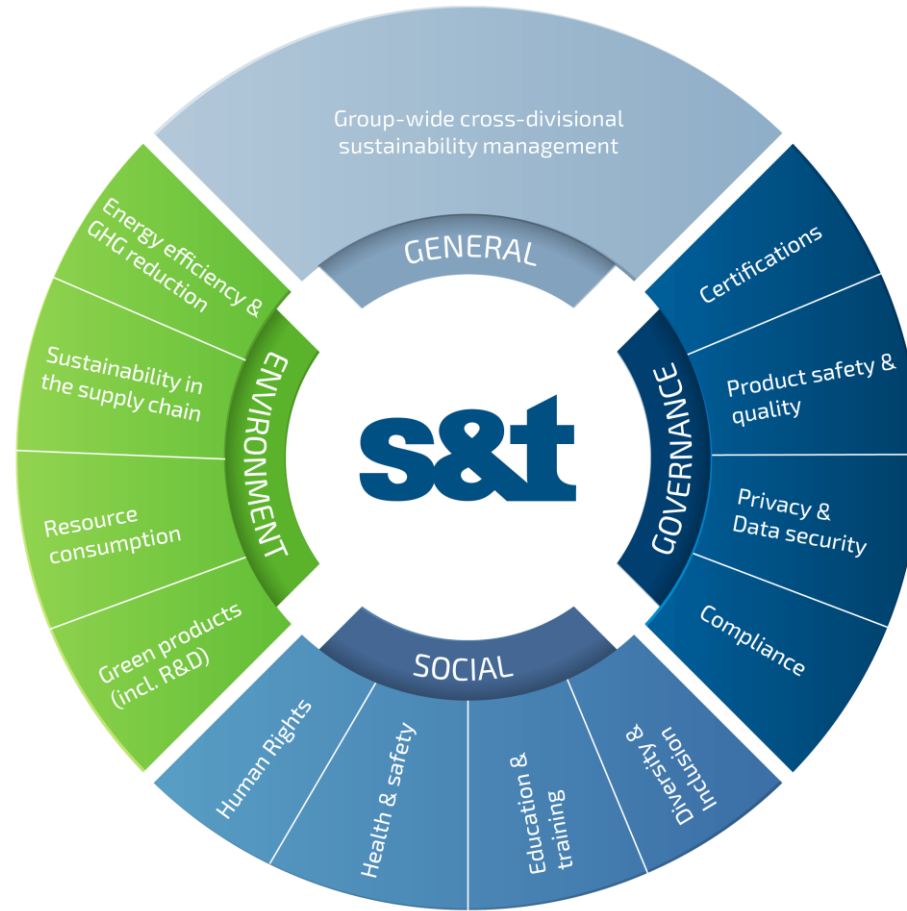 Group-wide cross-divisional
sustainability management
GENERAL
Energy efficiency &
GHG reduction
Sustainability in
the supply chain
Resource
consumption
Green products
(incl. R&D)
ENVIRONMENT
s&t
GOVERNANCE
Certifications
Product safety &
quality
Privacy &
Data security
Compliance
SOCIAL
Human Rights
Health & safety
Education &
training
Diversity &
Inclusion